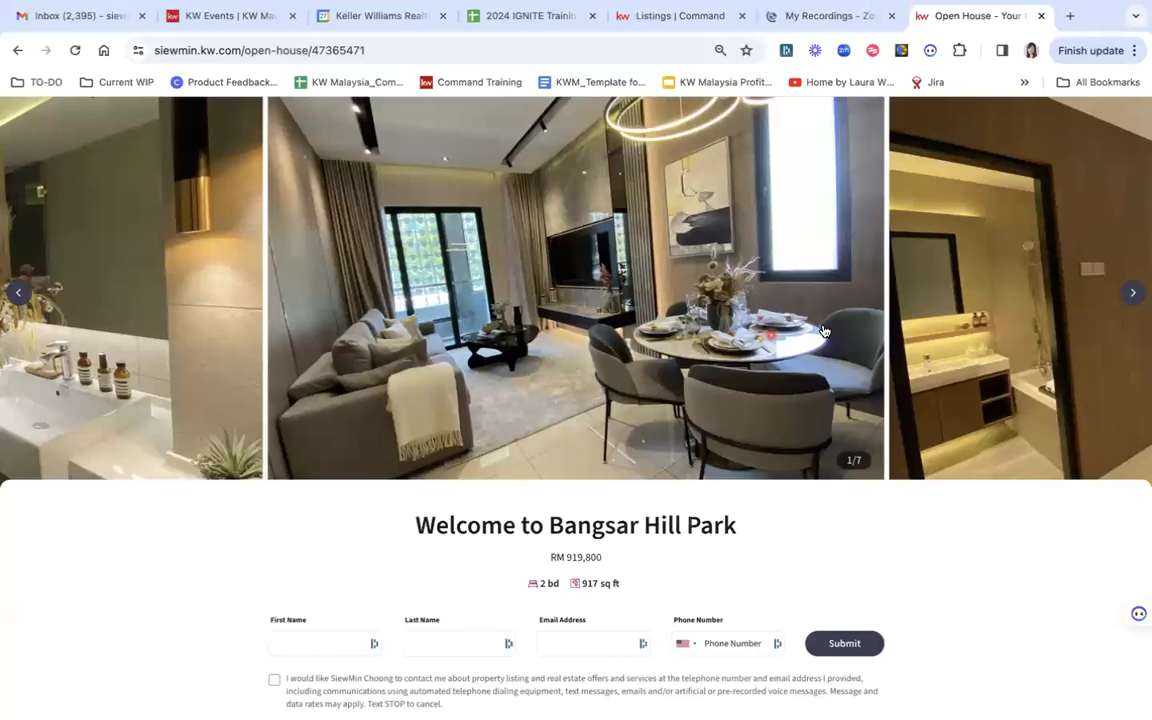 Inbox (2,395) - siew
KW Events | KW Ma
Keller Williams Realt
2024 IGNITE Trainin
Listings | Command
My Recordings - Zo
Open House - Your
siewmin.kw.com/open-house/47365471
Finish update
TO-DO
Current WIP
Product Feedback...
KW Malaysia_Com...
Command Training
KWM_Template fo...
KW Malaysia Profit...
Home by Laura W...
Jira
All Bookmarks
1/7
Welcome to Bangsar Hill Park
RM 919,800
2 bd 917 sq ft
First Name
Last Name
Email Address
Phone Number
Phone Number
Submit
I would like SiewMin Choong to contact me about property listing and real estate offers and services at the telephone number and email address I provided,
including communications using automated telephone dialing equipment, text messages, emails and/or artificial or pre-recorded voice messages. Message and
data rates may apply. Text STOP to cancel.